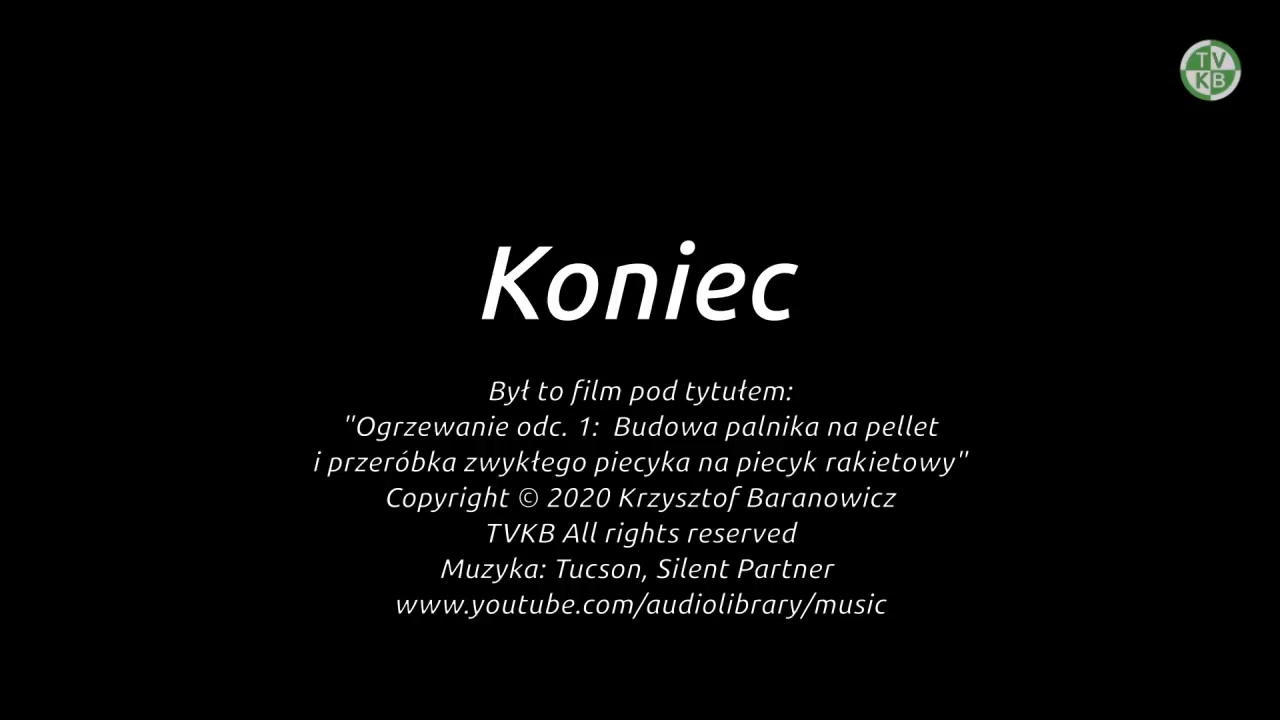 TV
KB
Koniec
Był to film pod tytułem:
"Ogrzewanie odc. 1:  Budowa palnika na pellet
i przeróbka zwykłego piecyka na piecyk rakietowy"
Copyright © 2020 Krzysztof Baranowicz
TVKB All rights reserved
Muzyka: Tucson, Silent Partner
www.youtube.com/audiolibrary/music